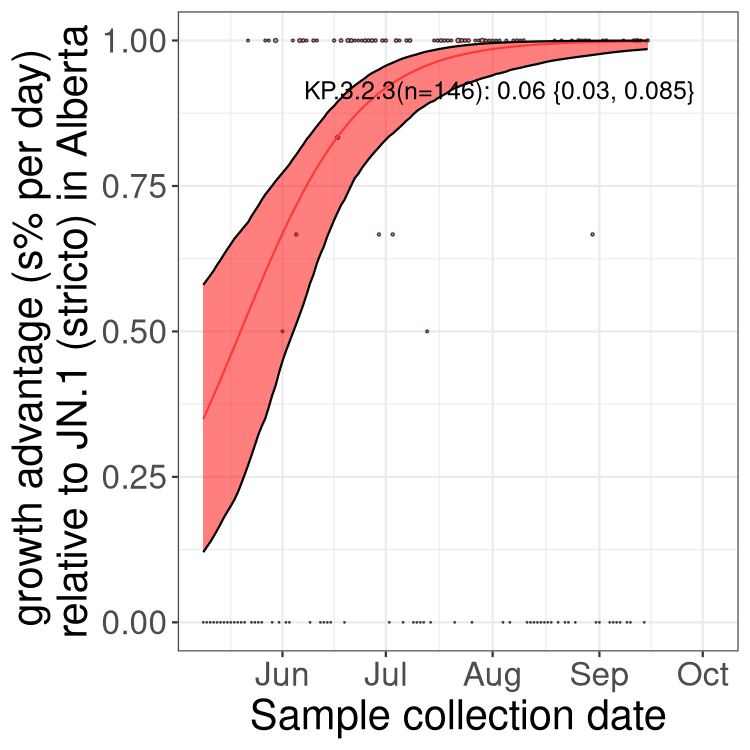 growth advantage (s% per day)
relative to JN.1 (stricto) in Alberta
1.00
0.75
0.50
0.25
0.00
KP.3.2.3(n=146): 0.06 {0.03, 0.085}
Jun Jul Aug Sep Oct
Sample collection date